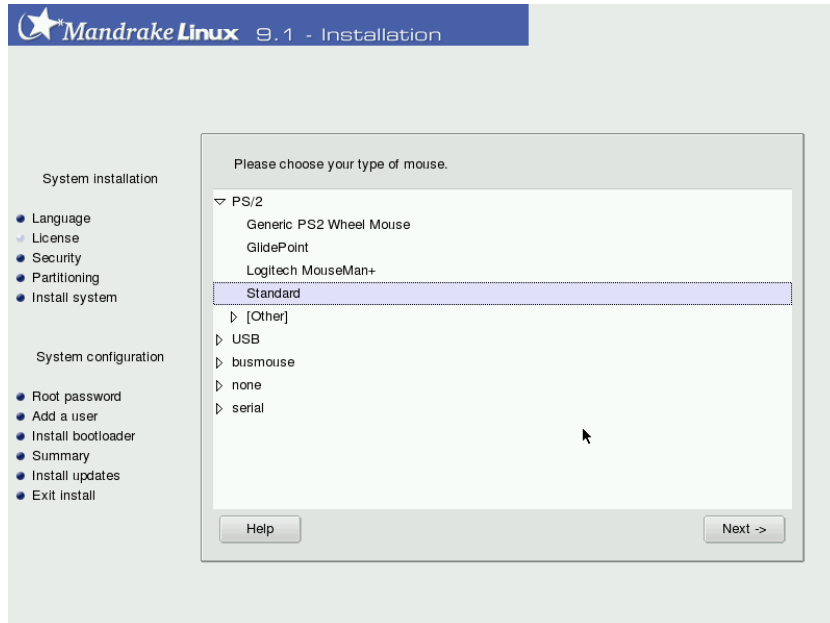 Mandrake Linux 9.1 - Installation
System installation
Language
License
Security
Partitioning
Install system
System configuration
Root password
Add a user
Install bootloader
Summary
Install updates
Exit install
Please choose your type of mouse.
PS/2
Generic PS2 Wheel Mouse
GlidePoint
Logitech MouseMan+
Standard
[Other]
USB
busmouse
none
serial
Help
Next ->